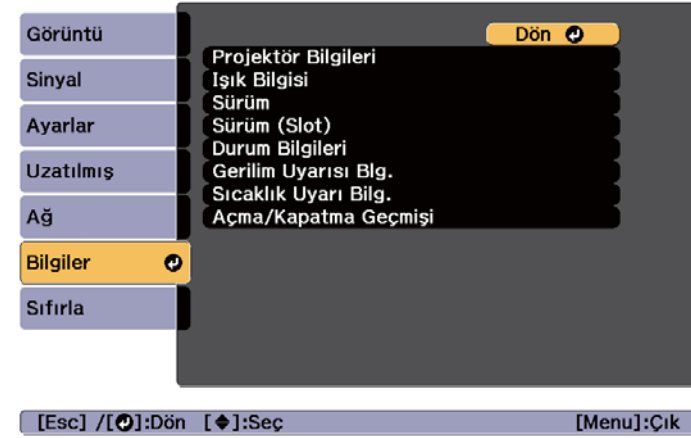 Görüntü
Sinyal
Ayarlar
Uzatılmış
Ağ
Bilgiler
Sıfırla
Dön
Projektör Bilgileri
Işık Bilgisi
Sürüm
Sürüm (Slot)
Durum Bilgileri
Gerilim Uyarısı Blg.
Sıcaklık Uyarı Bilg.
Açma/Kapatma Geçmişi
[Esc] /[⏎]:Dön [◆]:Seç [Menu]:Çık